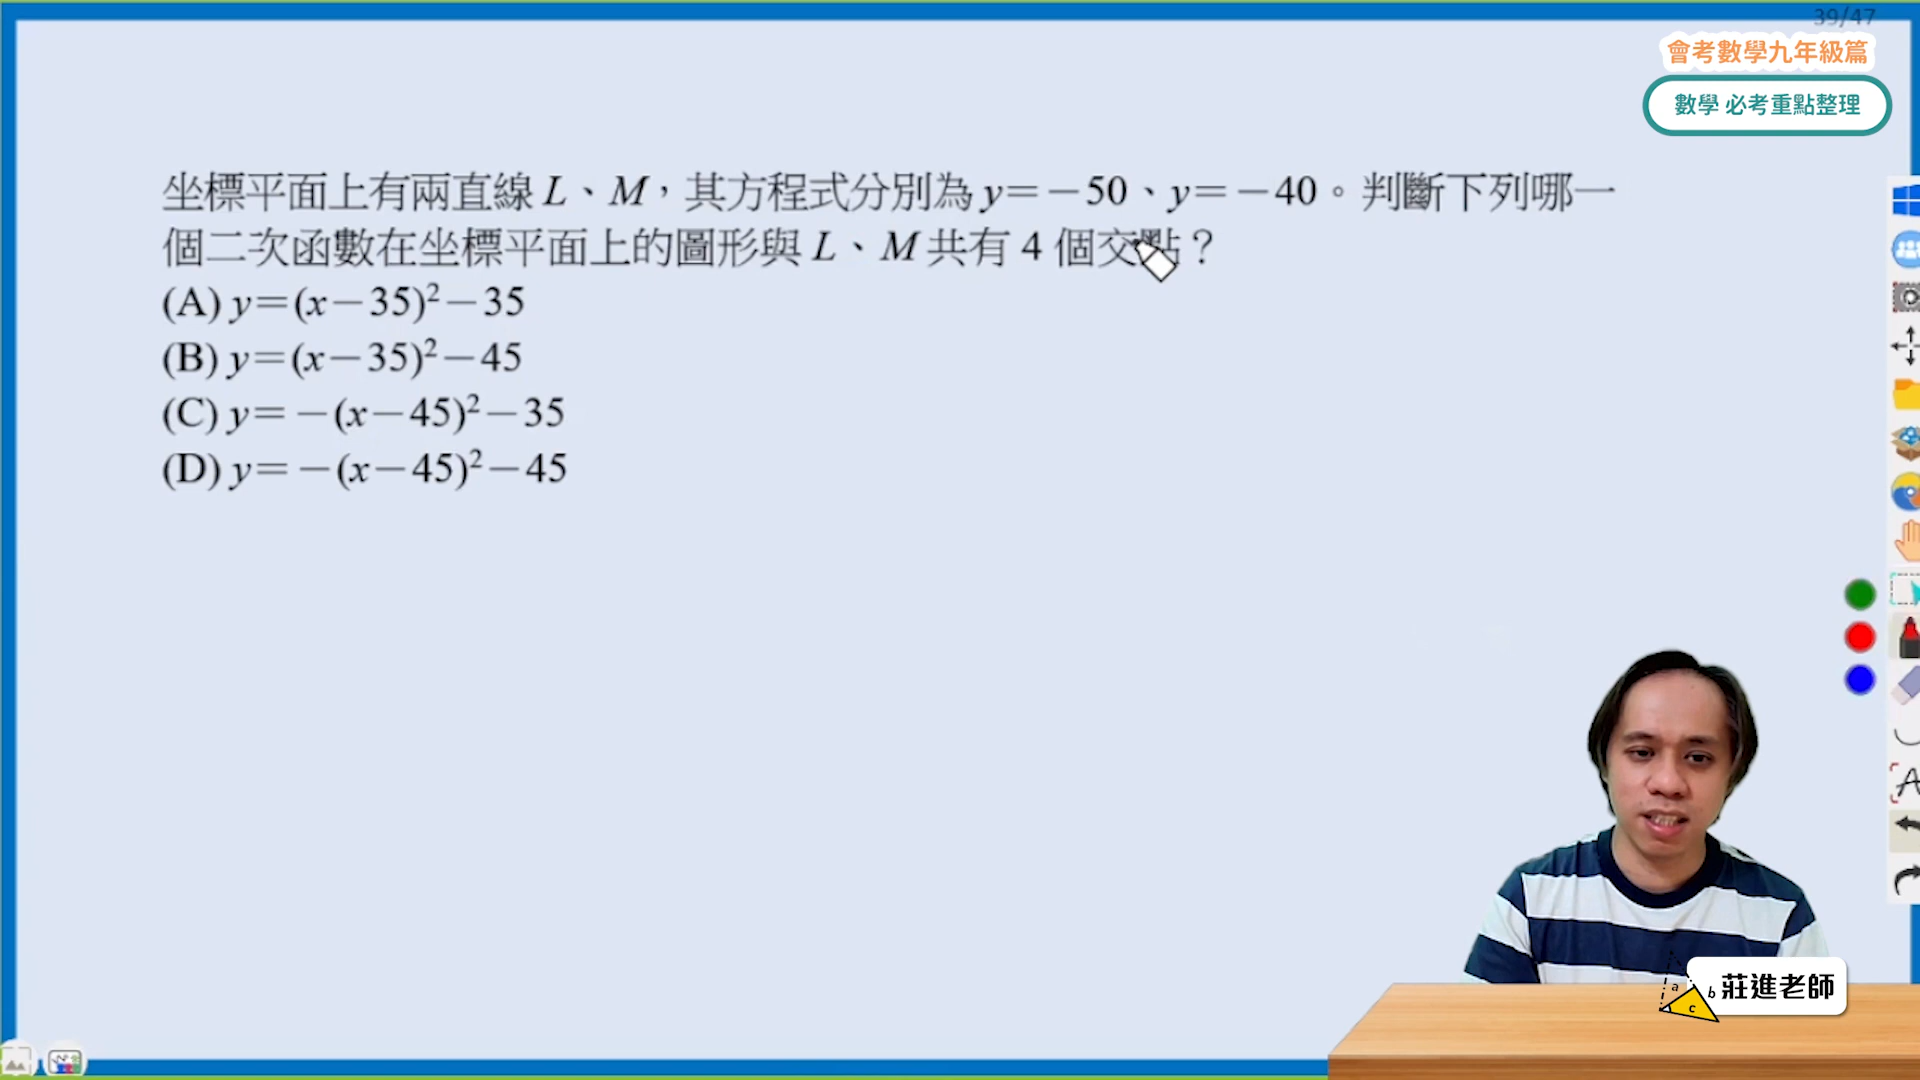 39/47
會考數學九年級篇
數學 必考重點整理
坐標平面上有兩直線 L、M，其方程式分別為 y＝－50、y＝－40。判斷下列哪一
個二次函數在坐標平面上的圖形與 L、M 共有 4 個交點？
(A) y＝(x－35)²－35
(B) y＝(x－35)²－45
(C) y＝－(x－45)²－35
(D) y＝－(x－45)²－45
a b c
莊進老師